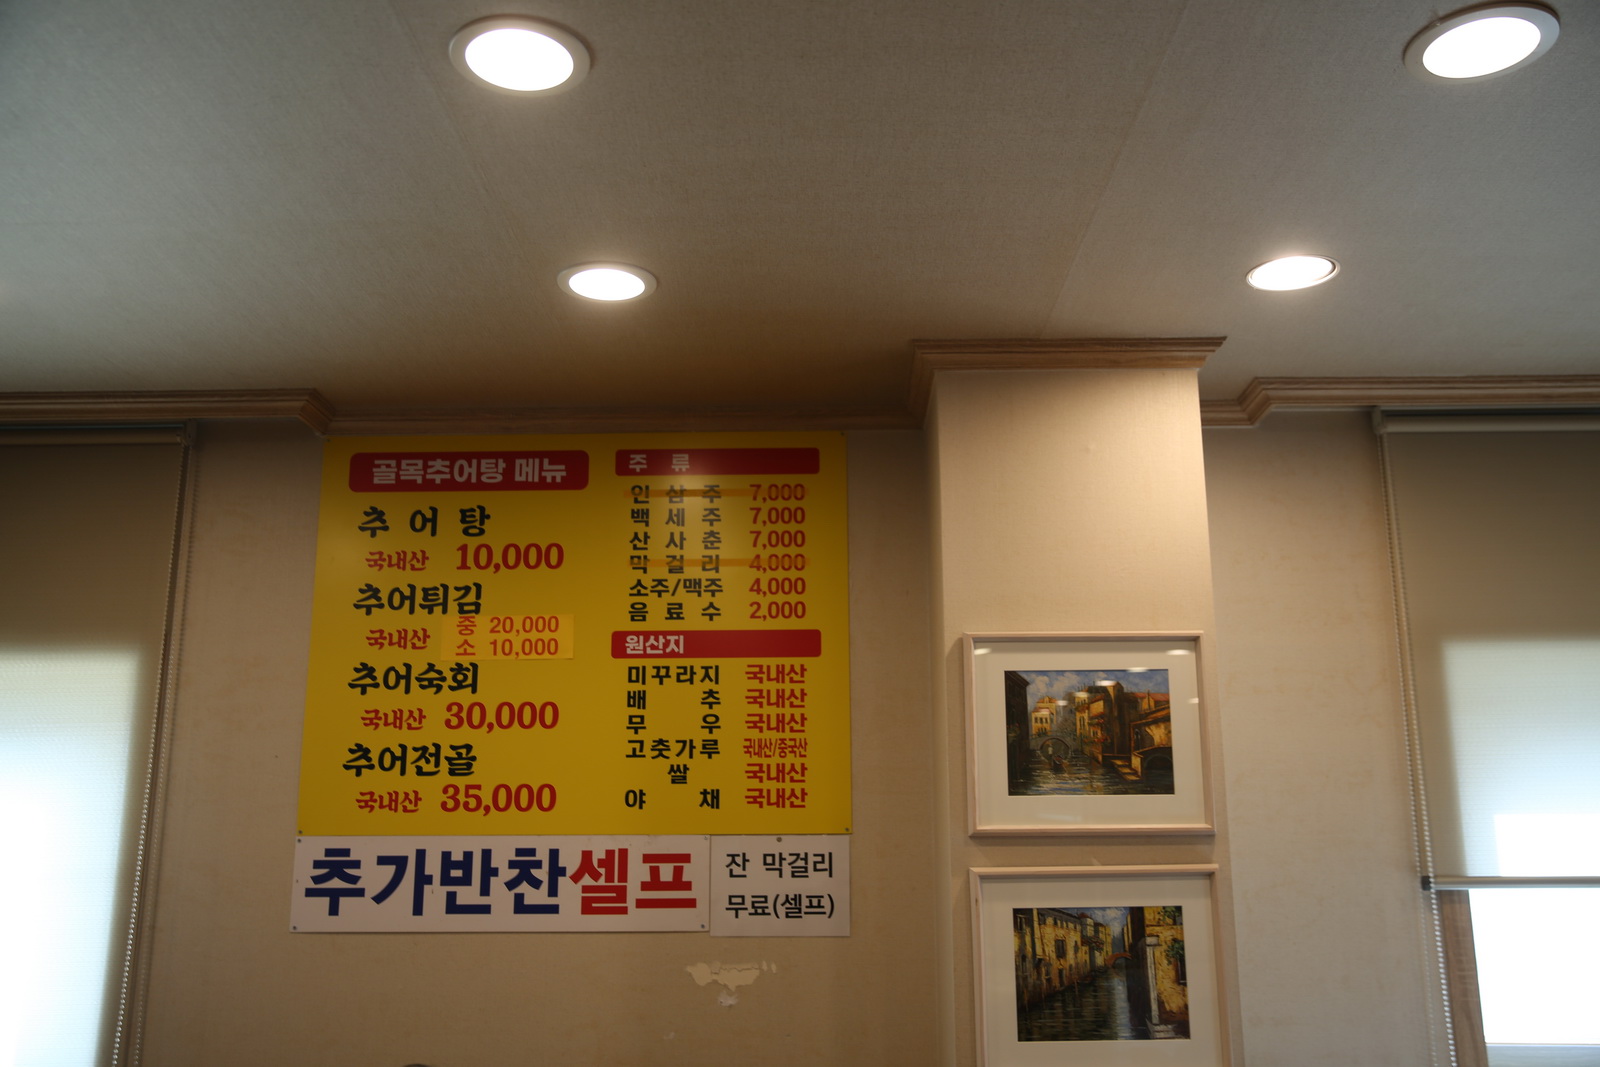 골목추어탕 메뉴
추 어 탕
국내산 10,000
추어튀김
국내산 중 20,000
소 10,000
추어숙회
국내산 30,000
추어전골
국내산 35,000
주 류
인 삼 주 7,000
백 세 주 7,000
산 사 춘 7,000
막 걸 리 4,000
소주/맥주 4,000
음 료 수 2,000
원산지
미꾸라지 국내산
배 추 국내산
무 우 국내산
고춧가루 국내산/중국산
쌀 국내산
야 채 국내산
추가반찬셀프
잔 막걸리
무료(셀프)